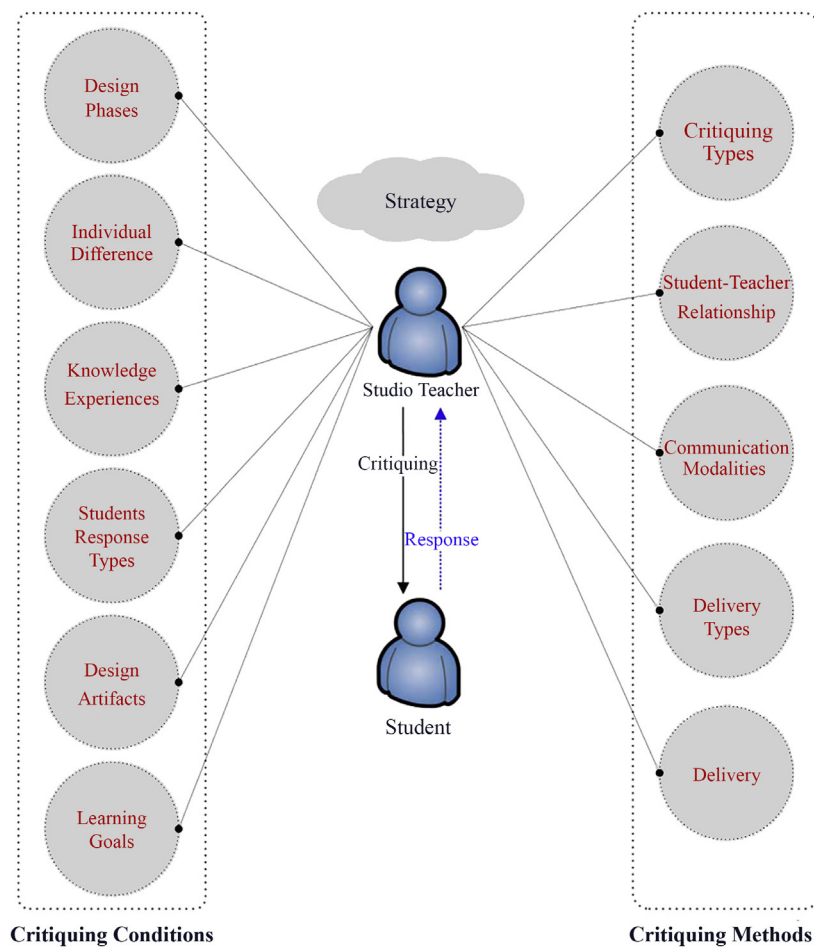 Design
Phases
Individual
Difference
Knowledge
Experiences
Students
Response
Types
Design
Artifacts
Learning
Goals
Critiquing Conditions
Strategy
Studio Teacher
Critiquing
Response
Student
Critiquing
Types
Student-Teacher
Relationship
Communication
Modalities
Delivery
Types
Delivery
Critiquing Methods